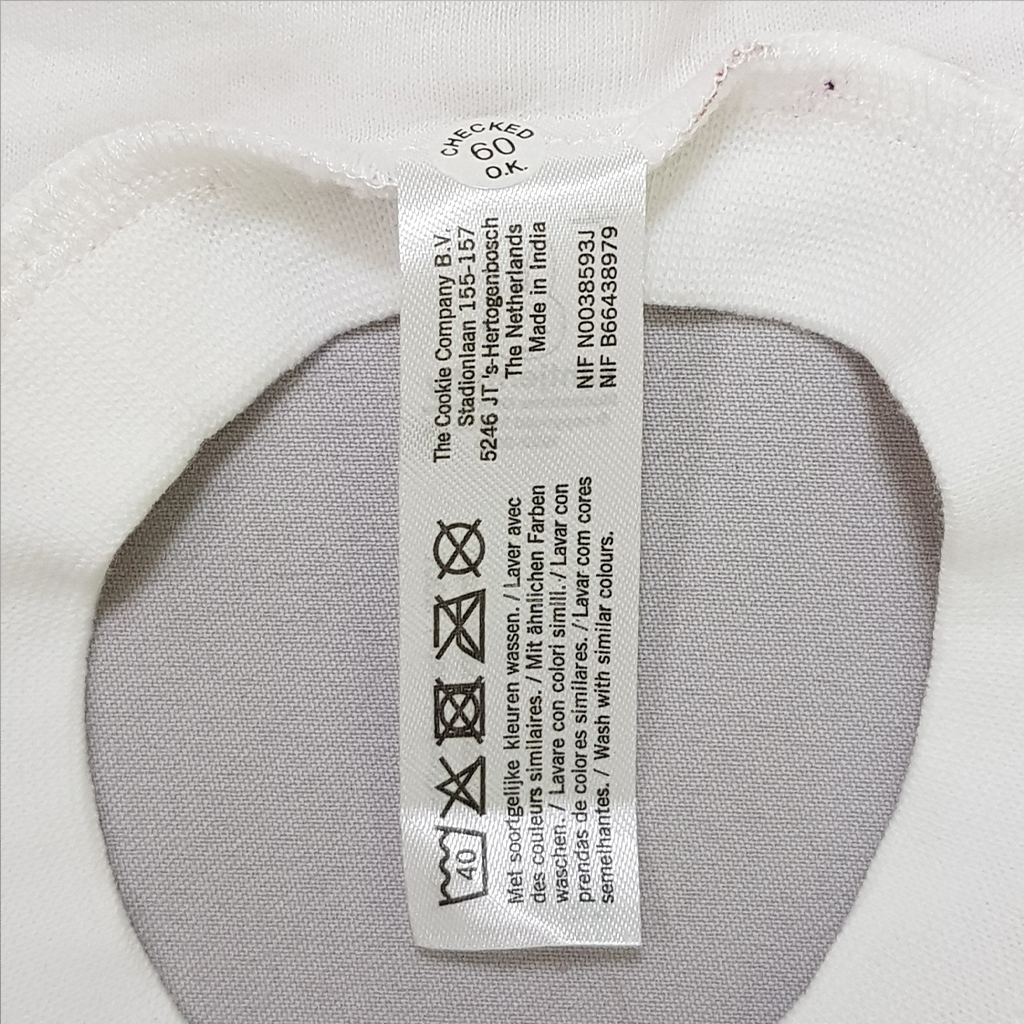 CHECKED
60
O.K.
The Cookie Company B.V.
Stadionlaan 155-157
5246 JT 's-Hertogenbosch
The Netherlands
Made in India
NIF N0038593J
NIF B66438979
40
Met soortgelijke kleuren wassen. / Laver avec
des couleurs similaires. / Mit ähnlichen Farben
waschen. / Lavare con colori simili. / Lavar con
prendas de colores similares. / Lavar com cores
semelhantes. / Wash with similar colours.